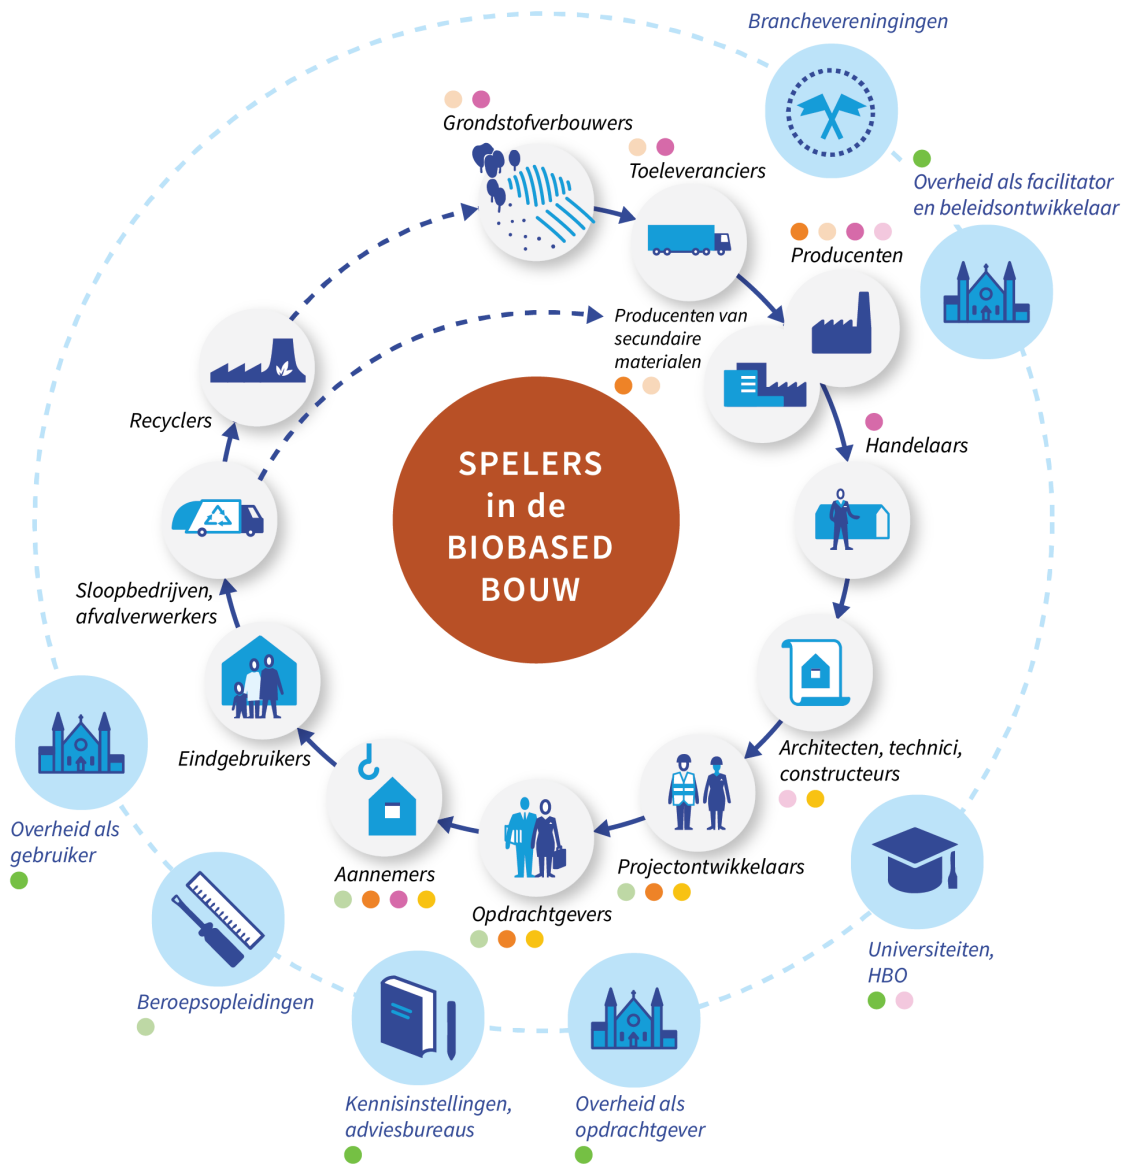 Branchevereningingen
Grondstofverbouwers
Toeleveranciers
Overheid als facilitator
en beleidsontwikkelaar
Producenten
Producenten van
secundaire
materialen
Recyclers
Handelaars
SPELERS
in de
BIOBASED
BOUW
Sloopbedrijven,
afvalverwerkers
Eindgebruikers
Architecten, technici,
constructeurs
Overheid als
gebruiker
Aannemers
Projectontwikkelaars
Opdrachtgevers
Universiteiten,
HBO
Beroepsopleidingen
Kennisinstellingen,
adviesbureaus
Overheid als
opdrachtgever